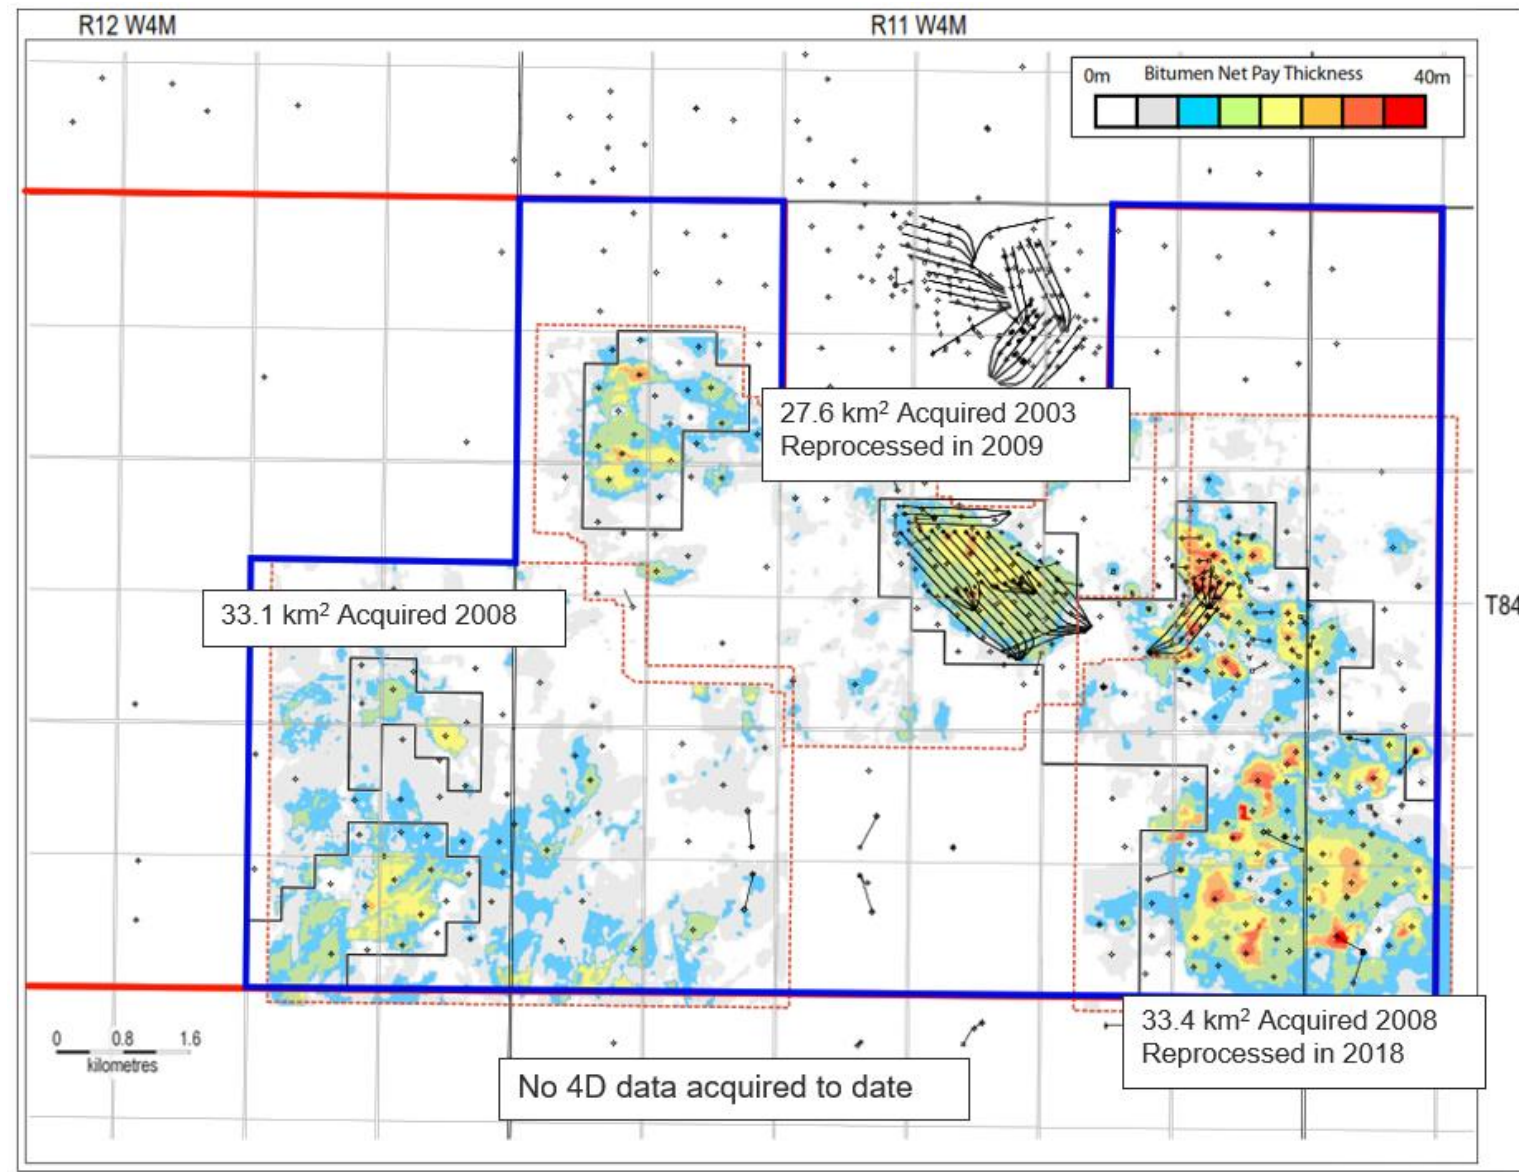 R12 W4M
R11 W4M
0m Bitumen Net Pay Thickness 40m
27.6 km² Acquired 2003
Reprocessed in 2009
33.1 km² Acquired 2008
T84
33.4 km² Acquired 2008
Reprocessed in 2018
0 0.8 1.6
kilometres
No 4D data acquired to date